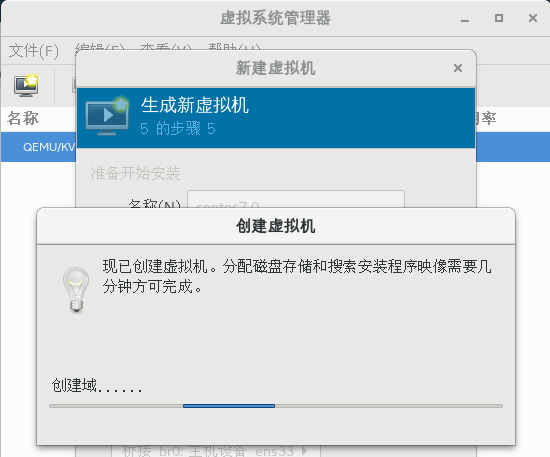 虚拟系统管理器
文件(F) 编辑(E) 查看(V) 帮助(H)
新建虚拟机
名称
用率
生成新虚拟机
5 的步骤 5
QEMU/KV
准备开始安装
名称(N) centos7.0
创建虚拟机
现已创建虚拟机。分配磁盘存储和搜索安装程序映像需要几
分钟方可完成。
创建域......
桥接 br0: 主机设备 ens33